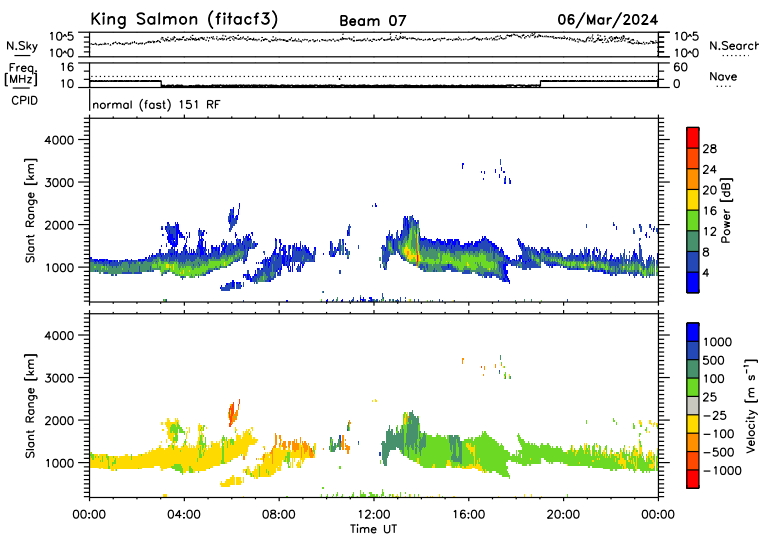 King Salmon (fitacf3) Beam 07 06/Mar/2024
N.Sky 10^5 10^0 10^5 10^0 N.Search
Freq. [MHz] 16 10 60 0 Nave
CPID normal (fast) 151 RF
Slant Range [km] 4000 3000 2000 1000
Power [dB] 28 24 20 16 12 8 4
Slant Range [km] 4000 3000 2000 1000
Velocity [m s⁻¹] 1000 500 100 25 −25 −100 −500 −1000
00:00 04:00 08:00 12:00 16:00 20:00 00:00
Time UT